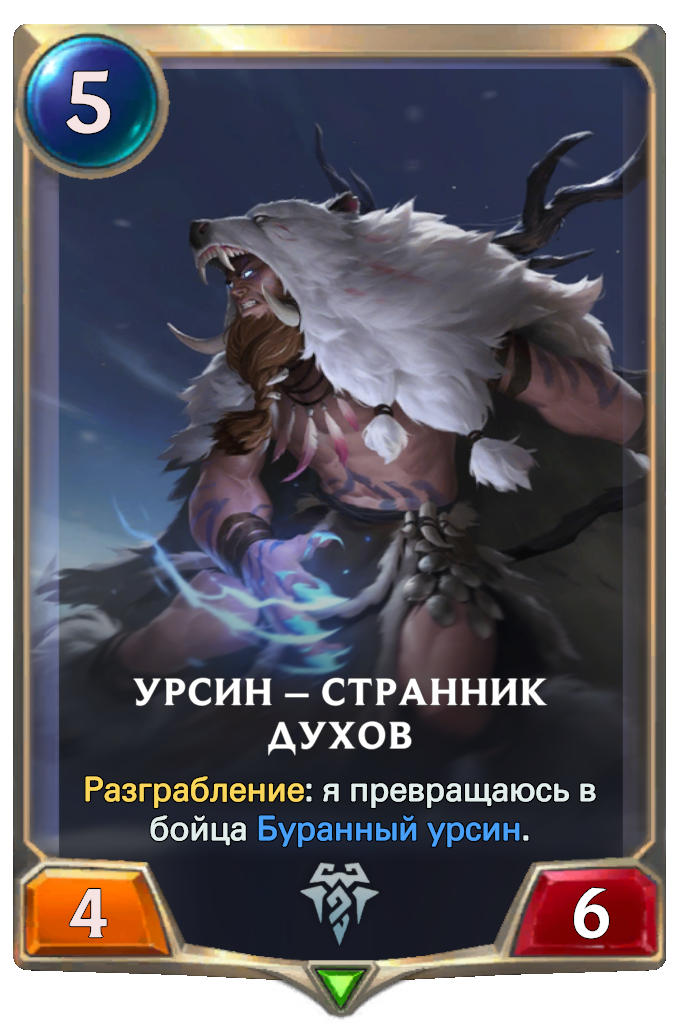 5
УРСИН – СТРАННИК
ДУХОВ
Разграбление: я превращаюсь в
бойца Буранный урсин.
4
6